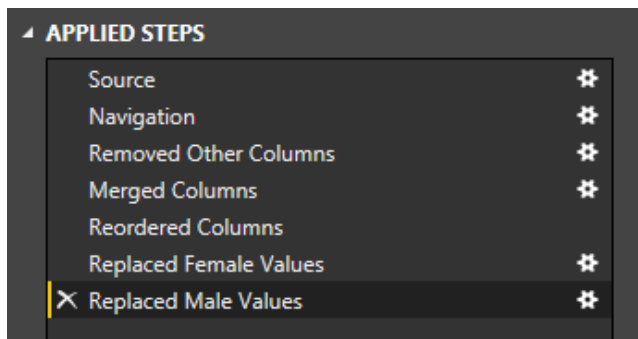 APPLIED STEPS
Source
Navigation
Removed Other Columns
Merged Columns
Reordered Columns
Replaced Female Values
Replaced Male Values